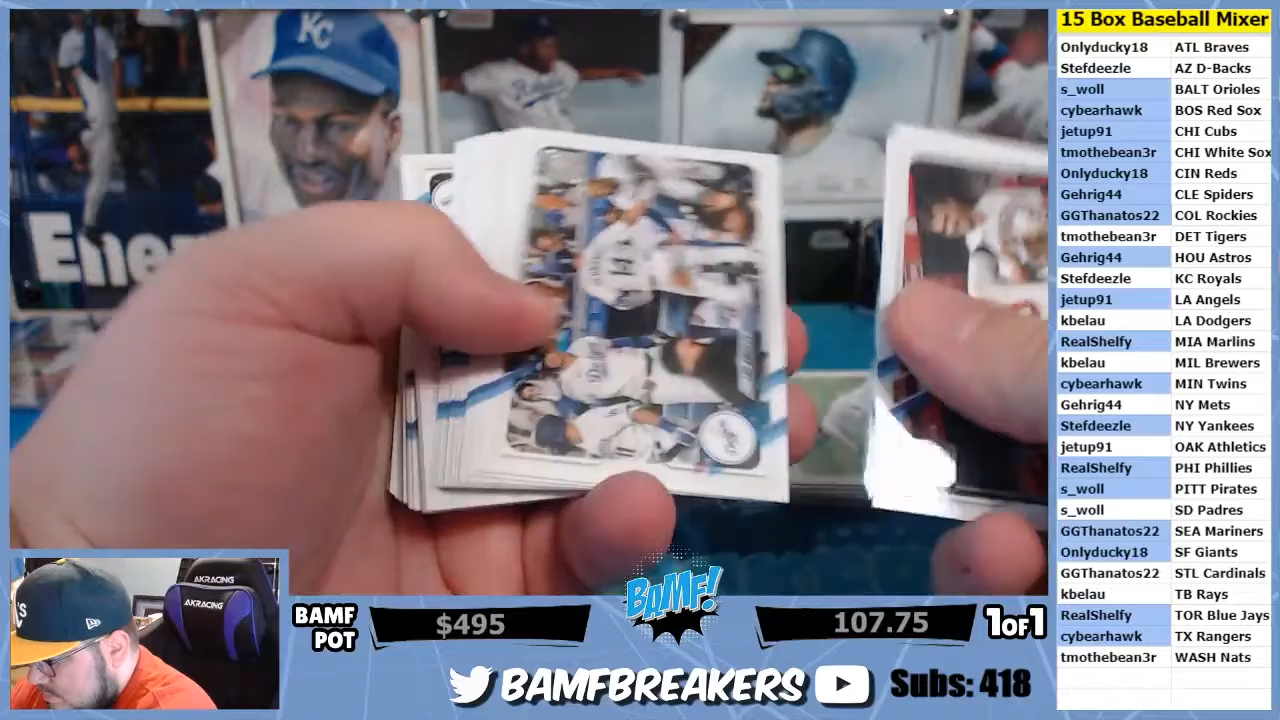 15 Box Baseball Mixer
Onlyducky18 ATL Braves
Stefdeezle AZ D-Backs
s_woll BALT Orioles
cybearhawk BOS Red Sox
jetup91 CHI Cubs
tmothebean3r CHI White Sox
Onlyducky18 CIN Reds
Gehrig44 CLE Spiders
GGThanatos22 COL Rockies
tmothebean3r DET Tigers
Gehrig44 HOU Astros
Stefdeezle KC Royals
jetup91 LA Angels
kbelau LA Dodgers
RealShelfy MIA Marlins
kbelau MIL Brewers
cybearhawk MIN Twins
Gehrig44 NY Mets
Stefdeezle NY Yankees
jetup91 OAK Athletics
RealShelfy PHI Phillies
s_woll PITT Pirates
s_woll SD Padres
GGThanatos22 SEA Mariners
Onlyducky18 SF Giants
GGThanatos22 STL Cardinals
kbelau TB Rays
RealShelfy TOR Blue Jays
cybearhawk TX Rangers
tmothebean3r WASH Nats
KC
Ene
AKRACING
AKRACING
BAMF POT
$495
BAMF!
107.75
1OF1
BAMFBREAKERS
Subs: 418